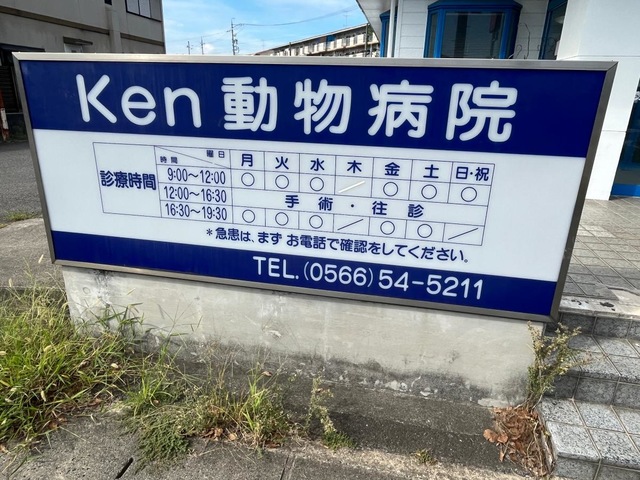 Ken 動物病院
診療時間
時間 曜日 月 火 水 木 金 土 日・祝
9:00〜12:00 ○ ○ ○ ／ ○ ○ ○
12:00〜16:30 手術・往診
16:30〜19:30 ○ ○ ○ ／ ○ ○ ／
＊急患は、まず お電話で確認をしてください。
TEL.(0566)54-5211